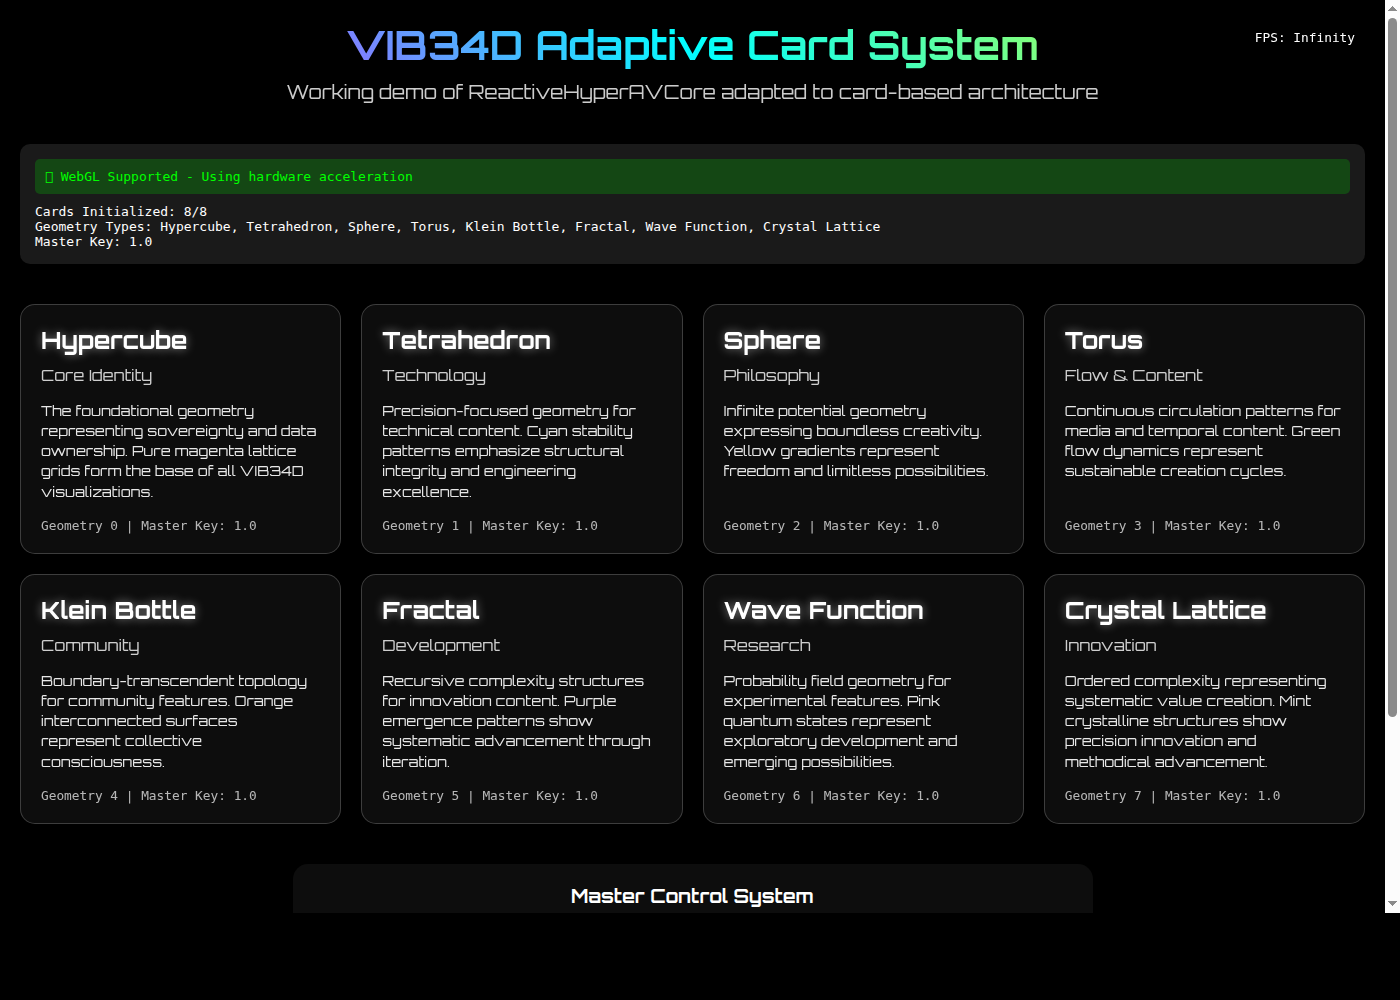 VIB34D Adaptive Card System
FPS: Infinity
Working demo of ReactiveHyperAVCore adapted to card-based architecture
WebGL Supported - Using hardware acceleration
Cards Initialized: 8/8
Geometry Types: Hypercube, Tetrahedron, Sphere, Torus, Klein Bottle, Fractal, Wave Function, Crystal Lattice
Master Key: 1.0
Hypercube
Core Identity
The foundational geometry
representing sovereignty and data
ownership. Pure magenta lattice
grids form the base of all VIB34D
visualizations.
Geometry 0 | Master Key: 1.0
Tetrahedron
Technology
Precision-focused geometry for
technical content. Cyan stability
patterns emphasize structural
integrity and engineering
excellence.
Geometry 1 | Master Key: 1.0
Sphere
Philosophy
Infinite potential geometry
expressing boundless creativity.
Yellow gradients represent
freedom and limitless possibilities.
Geometry 2 | Master Key: 1.0
Torus
Flow & Content
Continuous circulation patterns for
media and temporal content. Green
flow dynamics represent
sustainable creation cycles.
Geometry 3 | Master Key: 1.0
Klein Bottle
Community
Boundary-transcendent topology
for community features. Orange
interconnected surfaces
represent collective
consciousness.
Geometry 4 | Master Key: 1.0
Fractal
Development
Recursive complexity structures
for innovation content. Purple
emergence patterns show
systematic advancement through
iteration.
Geometry 5 | Master Key: 1.0
Wave Function
Research
Probability field geometry for
experimental features. Pink
quantum states represent
exploratory development and
emerging possibilities.
Geometry 6 | Master Key: 1.0
Crystal Lattice
Innovation
Ordered complexity representing
systematic value creation. Mint
crystalline structures show
precision innovation and
methodical advancement.
Geometry 7 | Master Key: 1.0
Master Control System